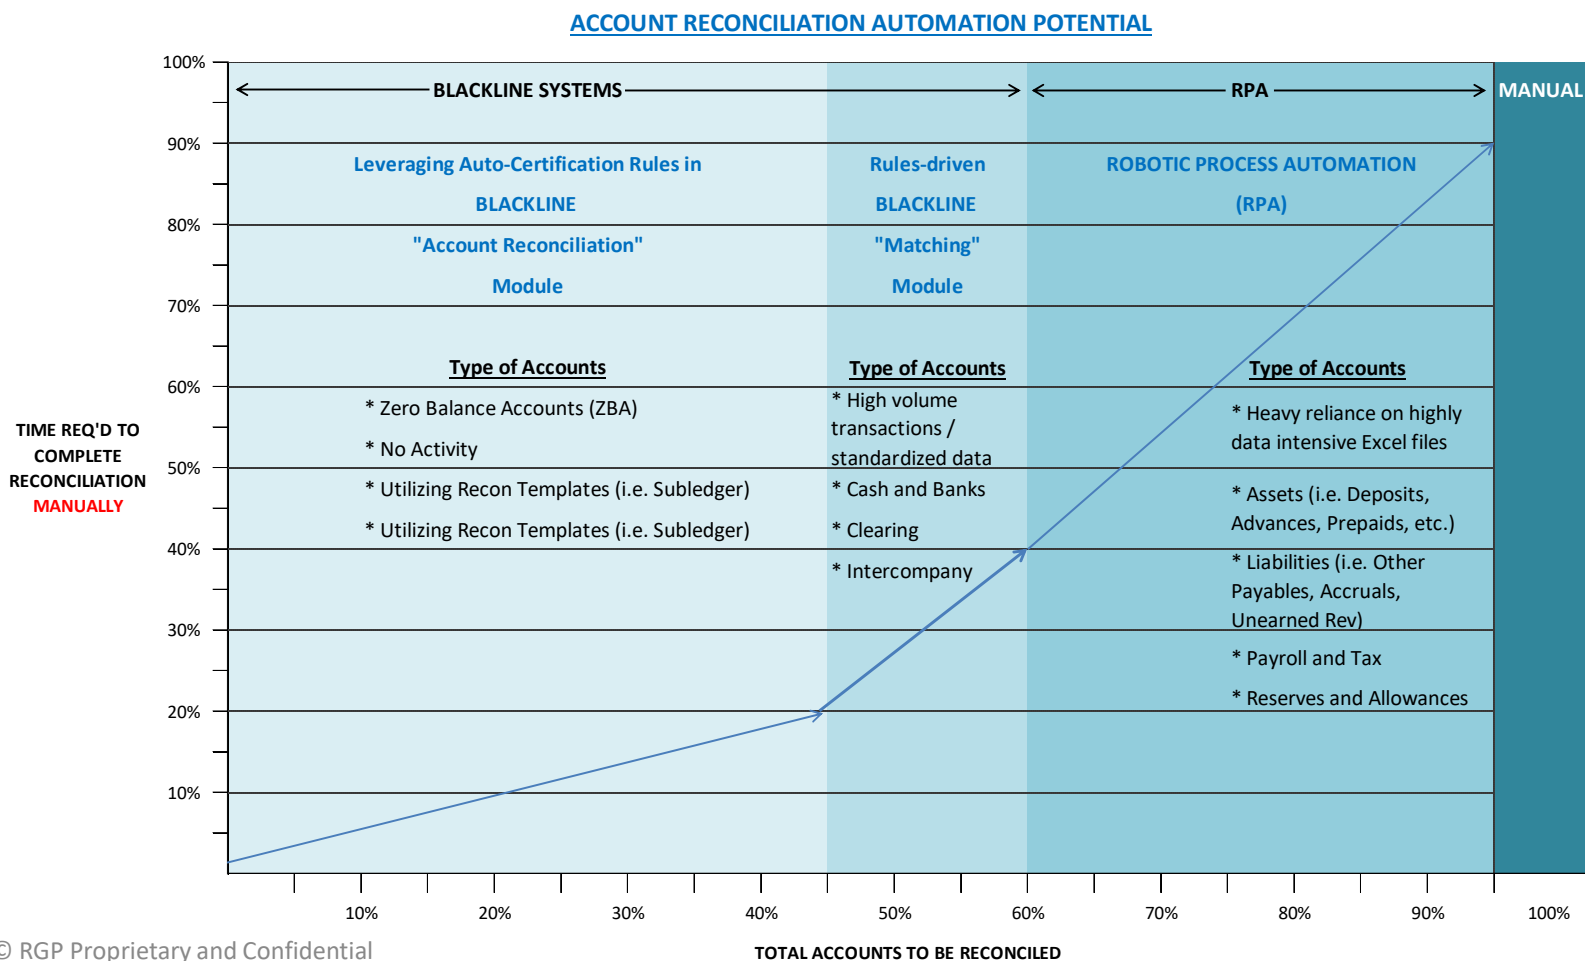 ACCOUNT RECONCILIATION AUTOMATION POTENTIAL
100%
BLACKLINE SYSTEMS
RPA
MANUAL
90%
Leveraging Auto-Certification Rules in
BLACKLINE
"Account Reconciliation"
Module
Rules-driven
BLACKLINE
"Matching"
Module
ROBOTIC PROCESS AUTOMATION
(RPA)
80%
70%
60%
50%
40%
30%
20%
10%
TIME REQ'D TO
COMPLETE
RECONCILIATION
MANUALLY
Type of Accounts
* Zero Balance Accounts (ZBA)
* No Activity
* Utilizing Recon Templates (i.e. Subledger)
* Utilizing Recon Templates (i.e. Subledger)
Type of Accounts
* High volume
transactions /
standardized data
* Cash and Banks
* Clearing
* Intercompany
Type of Accounts
* Heavy reliance on highly
data intensive Excel files
* Assets (i.e. Deposits,
Advances, Prepaids, etc.)
* Liabilities (i.e. Other
Payables, Accruals,
Unearned Rev)
* Payroll and Tax
* Reserves and Allowances
10% 20% 30% 40% 50% 60% 70% 80% 90% 100%
TOTAL ACCOUNTS TO BE RECONCILED
© RGP Proprietary and Confidential